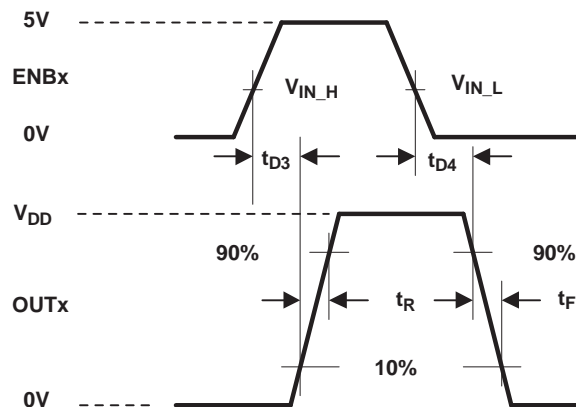 5V
ENBx
V_IN_H
V_IN_L
0V
t_D3
t_D4
V_DD
90%
90%
OUTx
t_R
t_F
10%
0V